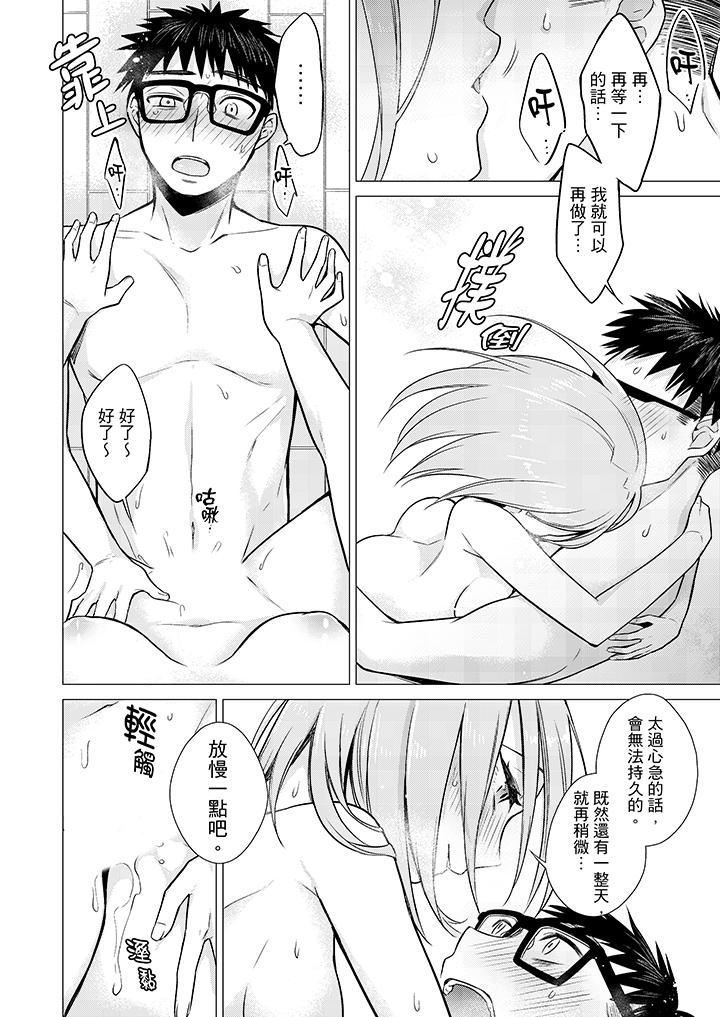 再…
再等一下
的話…
吁…
吁…
我就可以
再做了…
撲
倒
……
靠上
吁…
吁…
好了~
好了~
咕啾…
太過心急的話，
會無法持久的。
既然還有一整天，
就再稍微…
放慢一點吧。
輕觸
溼黏